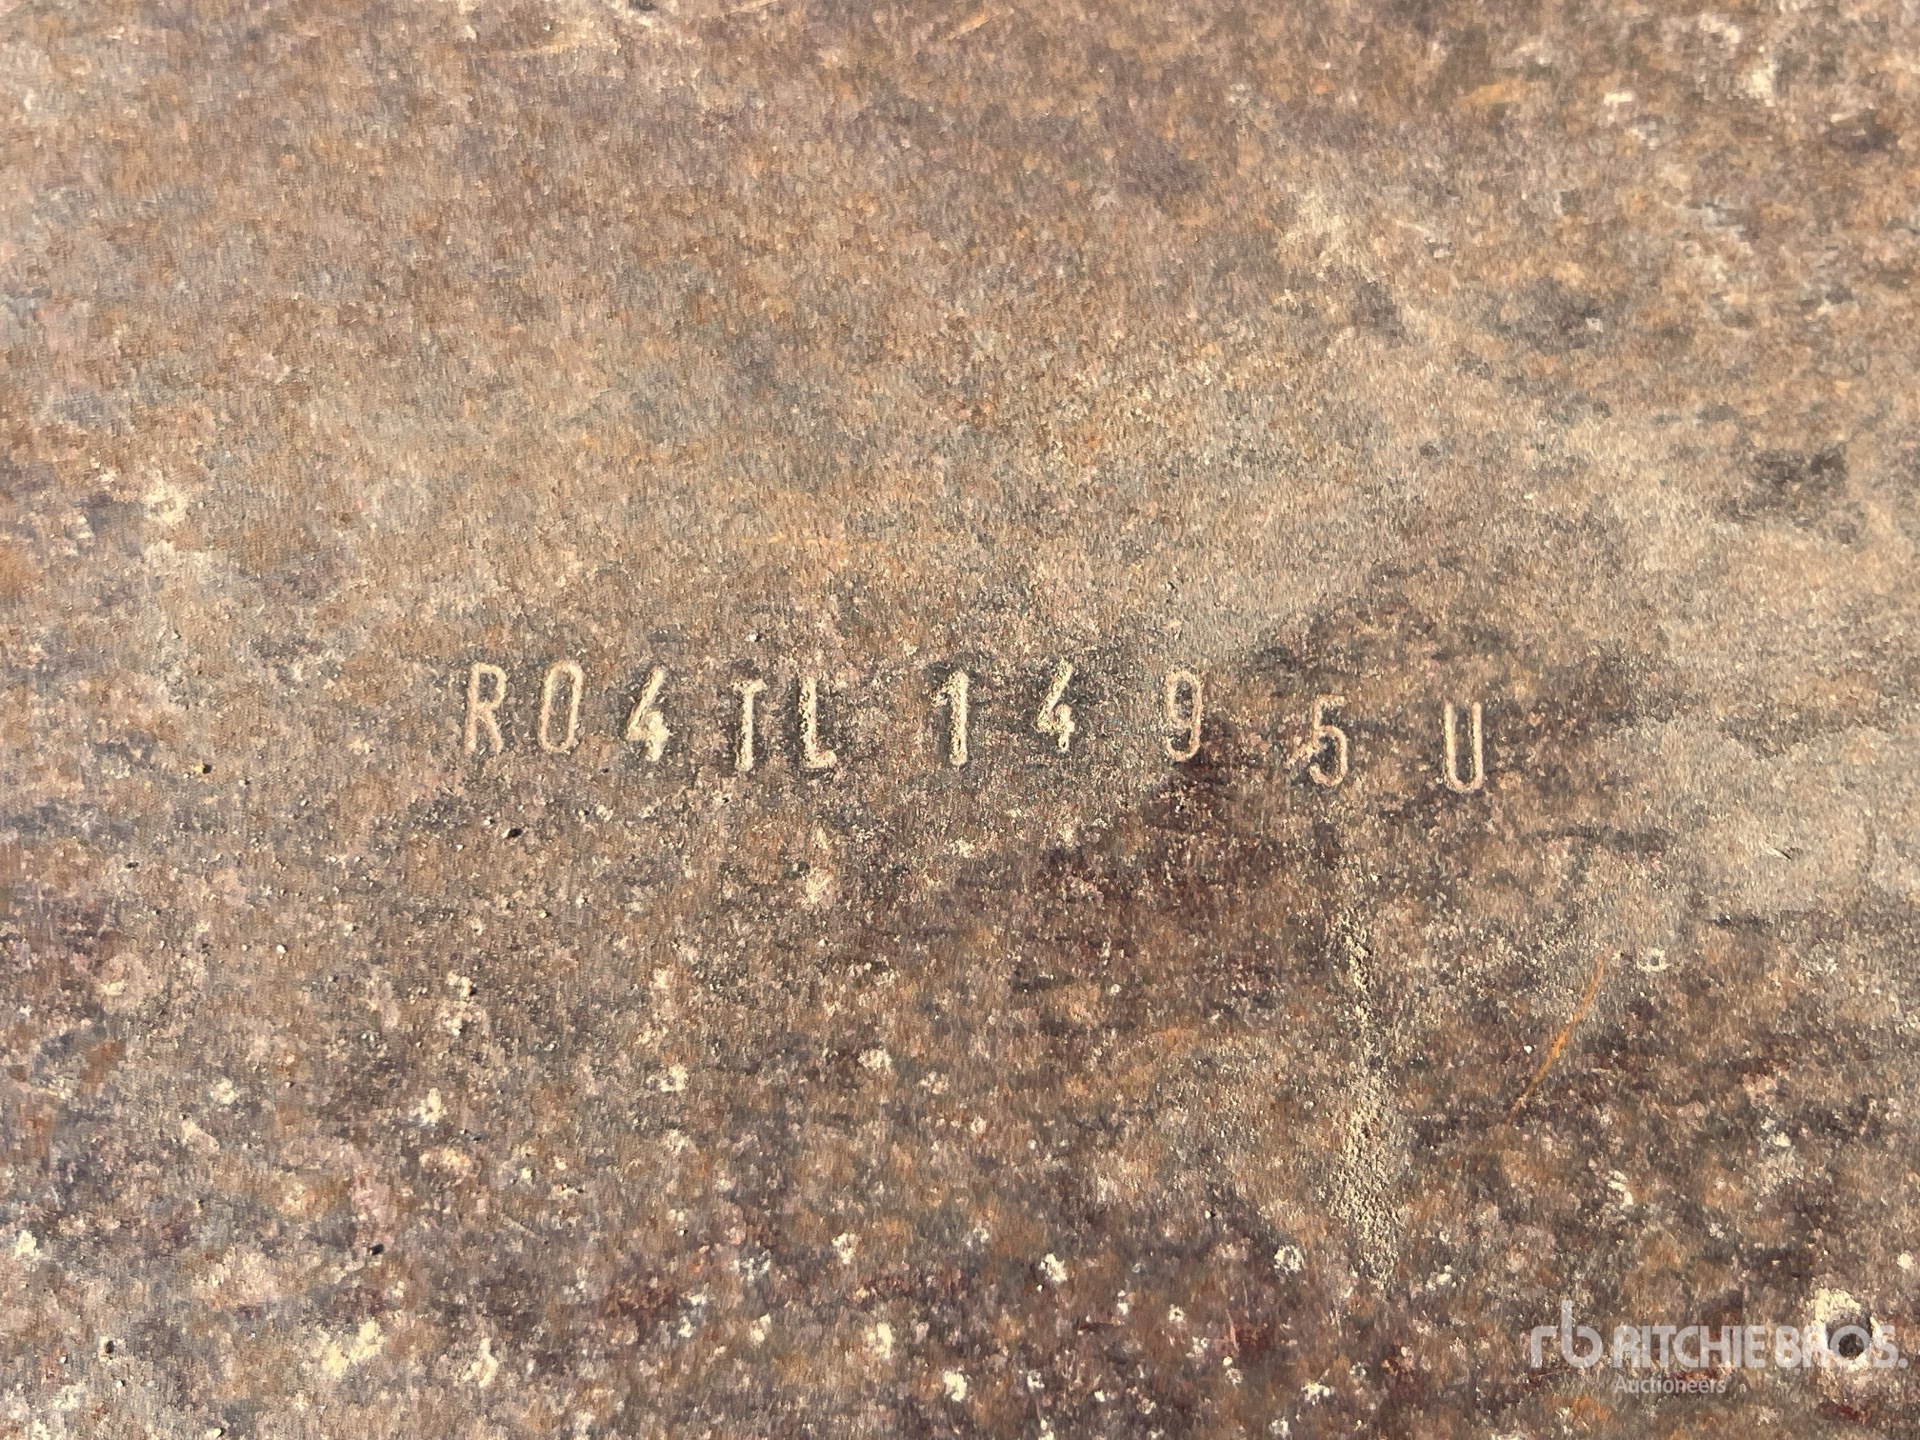 R04TL 14 9 5 U
rb RITCHIE BROS.
Auctioneers